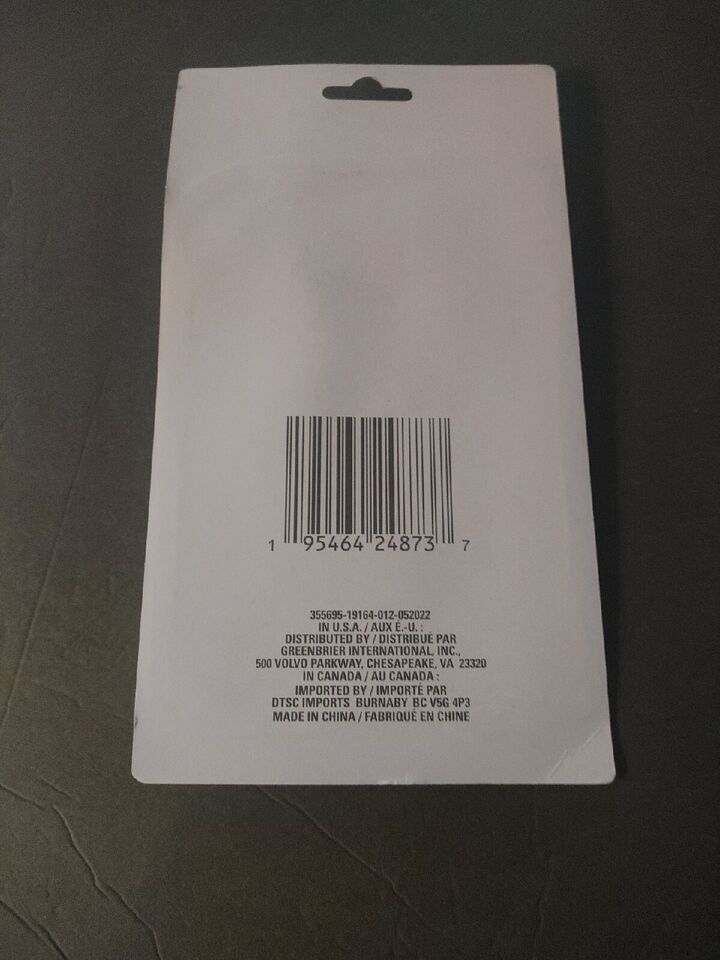 1 95464 24873 7
355695-19164-012-052022
IN U.S.A. / AUX É.-U. :
DISTRIBUTED BY / DISTRIBUÉ PAR
GREENBRIER INTERNATIONAL, INC.,
500 VOLVO PARKWAY, CHESAPEAKE, VA 23320
IN CANADA / AU CANADA :
IMPORTED BY / IMPORTÉ PAR
DTSC IMPORTS BURNABY BC V5G 4P3
MADE IN CHINA / FABRIQUÉ EN CHINE